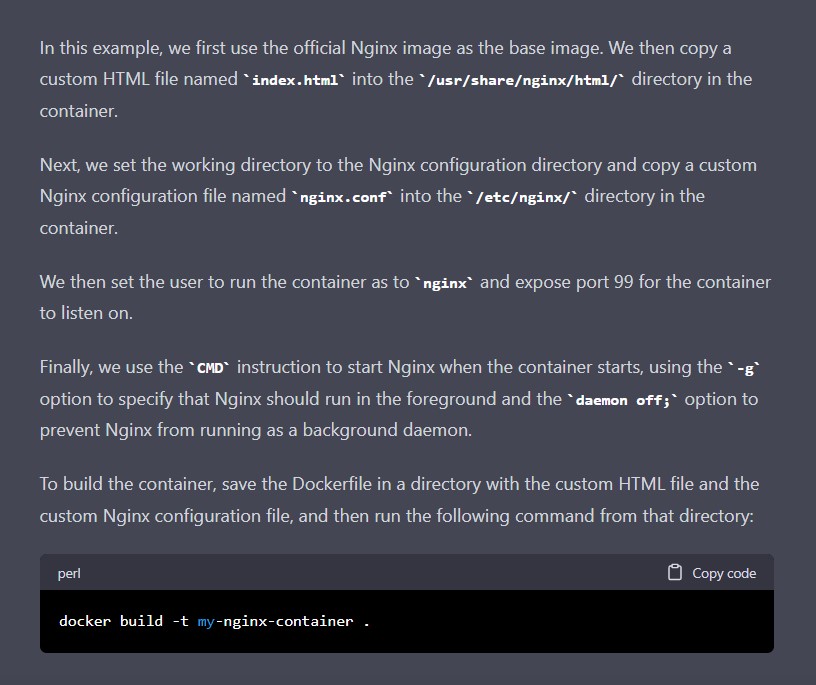 In this example, we first use the official Nginx image as the base image. We then copy a
custom HTML file named `index.html` into the `/usr/share/nginx/html/` directory in the
container.
Next, we set the working directory to the Nginx configuration directory and copy a custom
Nginx configuration file named `nginx.conf` into the `/etc/nginx/` directory in the
container.
We then set the user to run the container as to `nginx` and expose port 99 for the container
to listen on.
Finally, we use the `CMD` instruction to start Nginx when the container starts, using the `-g`
option to specify that Nginx should run in the foreground and the `daemon off;` option to
prevent Nginx from running as a background daemon.
To build the container, save the Dockerfile in a directory with the custom HTML file and the
custom Nginx configuration file, and then run the following command from that directory:
perl Copy code
docker build -t my-nginx-container .